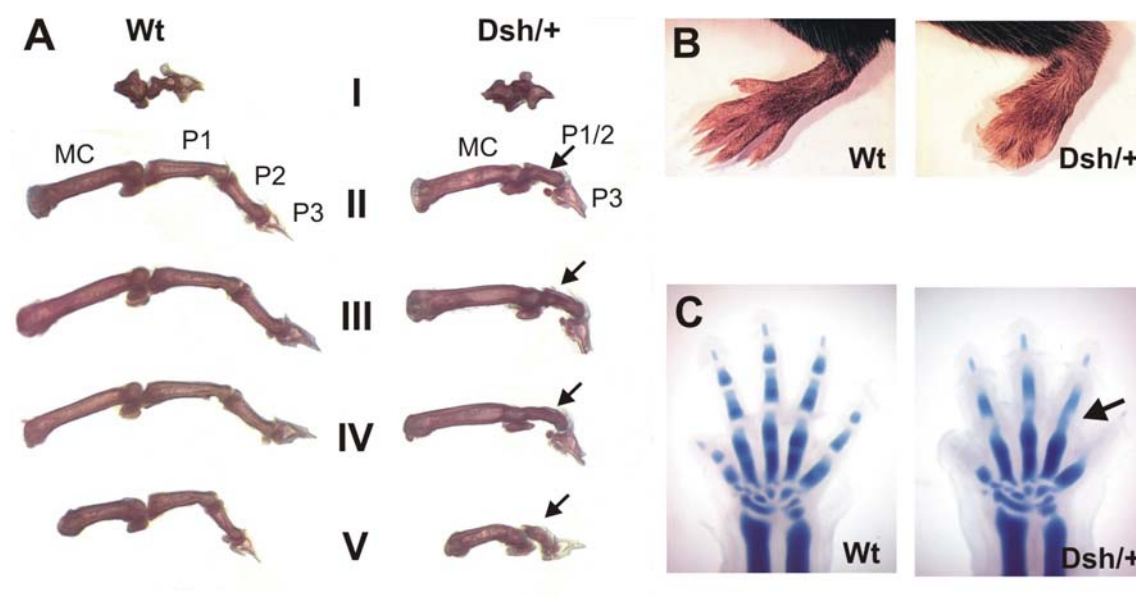 A
Wt
Dsh/+
I
MC
P1
P2
P3
II
MC
P1/2
P3
III
IV
V
B
Wt
Dsh/+
C
Wt
Dsh/+